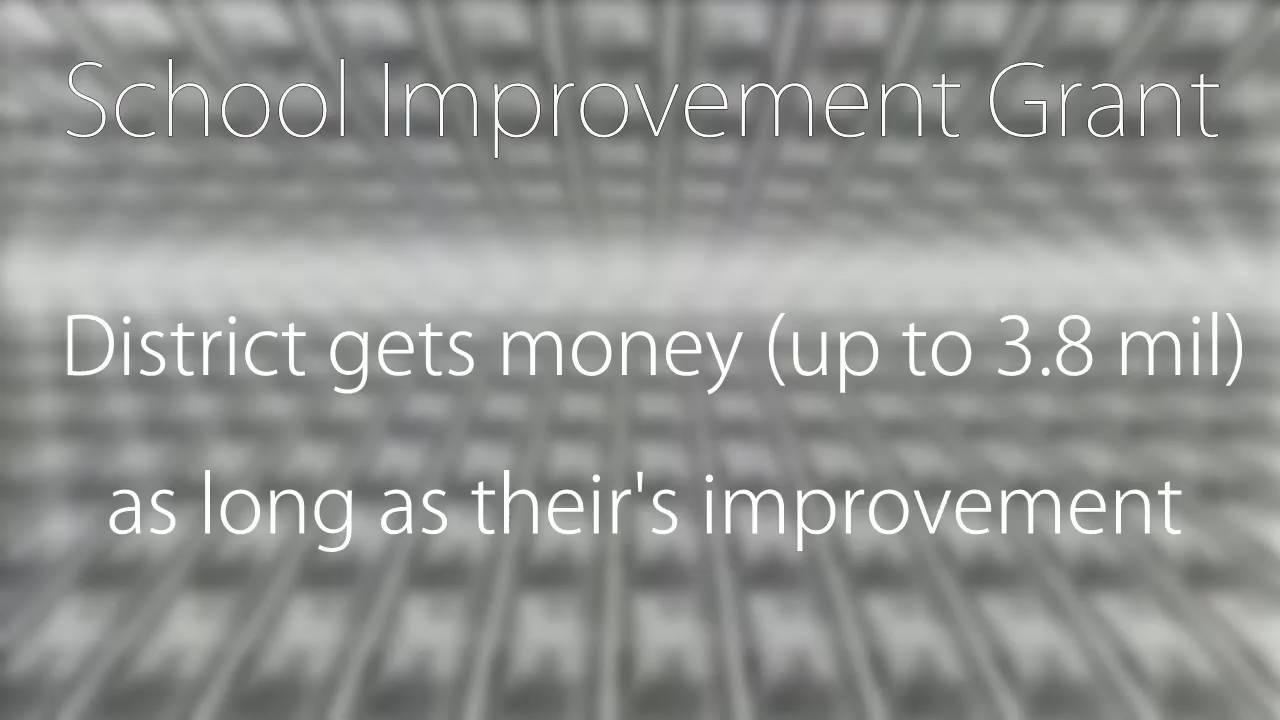 School Improvement Grant
District gets money (up to 3.8 mil)
as long as their's improvement